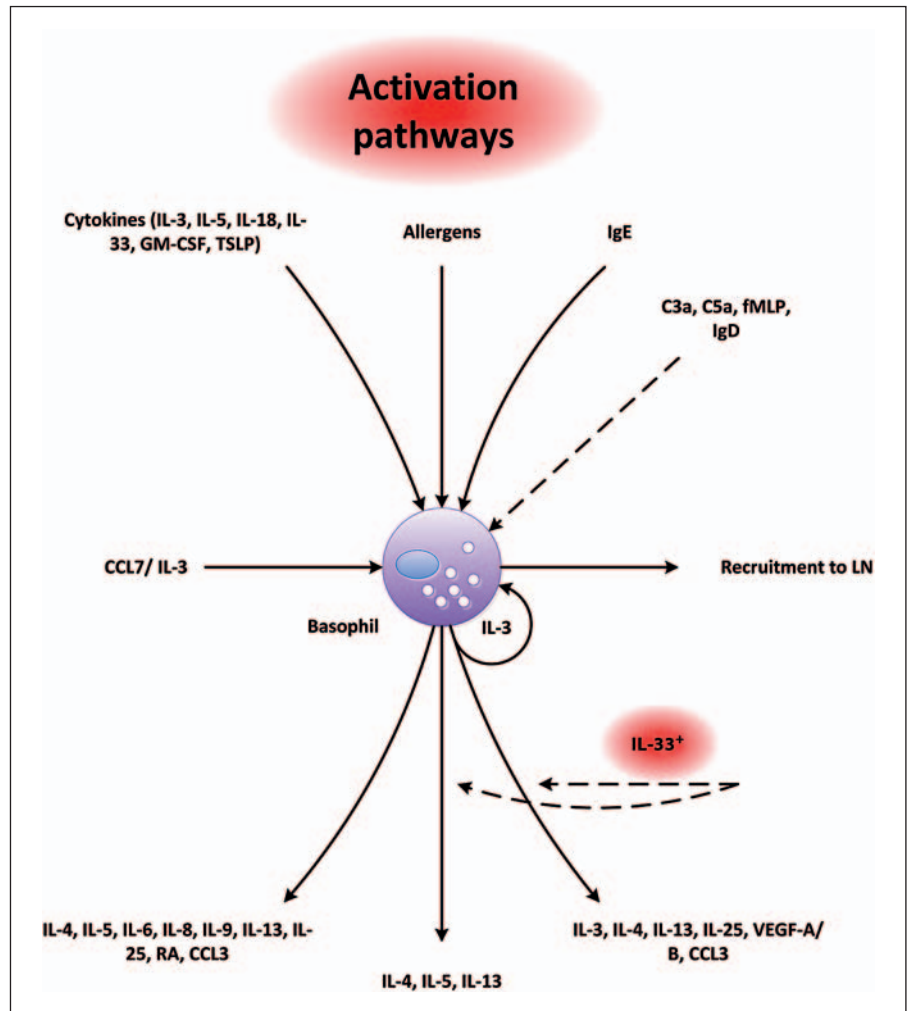 Activation
pathways
Cytokines (IL-3, IL-5, IL-18, IL-
33, GM-CSF, TSLP)
Allergens
IgE
C3a, C5a, fMLP,
IgD
CCL7/ IL-3
Recruitment to LN
Basophil
IL-3
IL-33⁺
IL-4, IL-5, IL-6, IL-8, IL-9, IL-13, IL-
25, RA, CCL3
IL-4, IL-5, IL-13
IL-3, IL-4, IL-13, IL-25, VEGF-A/
B, CCL3